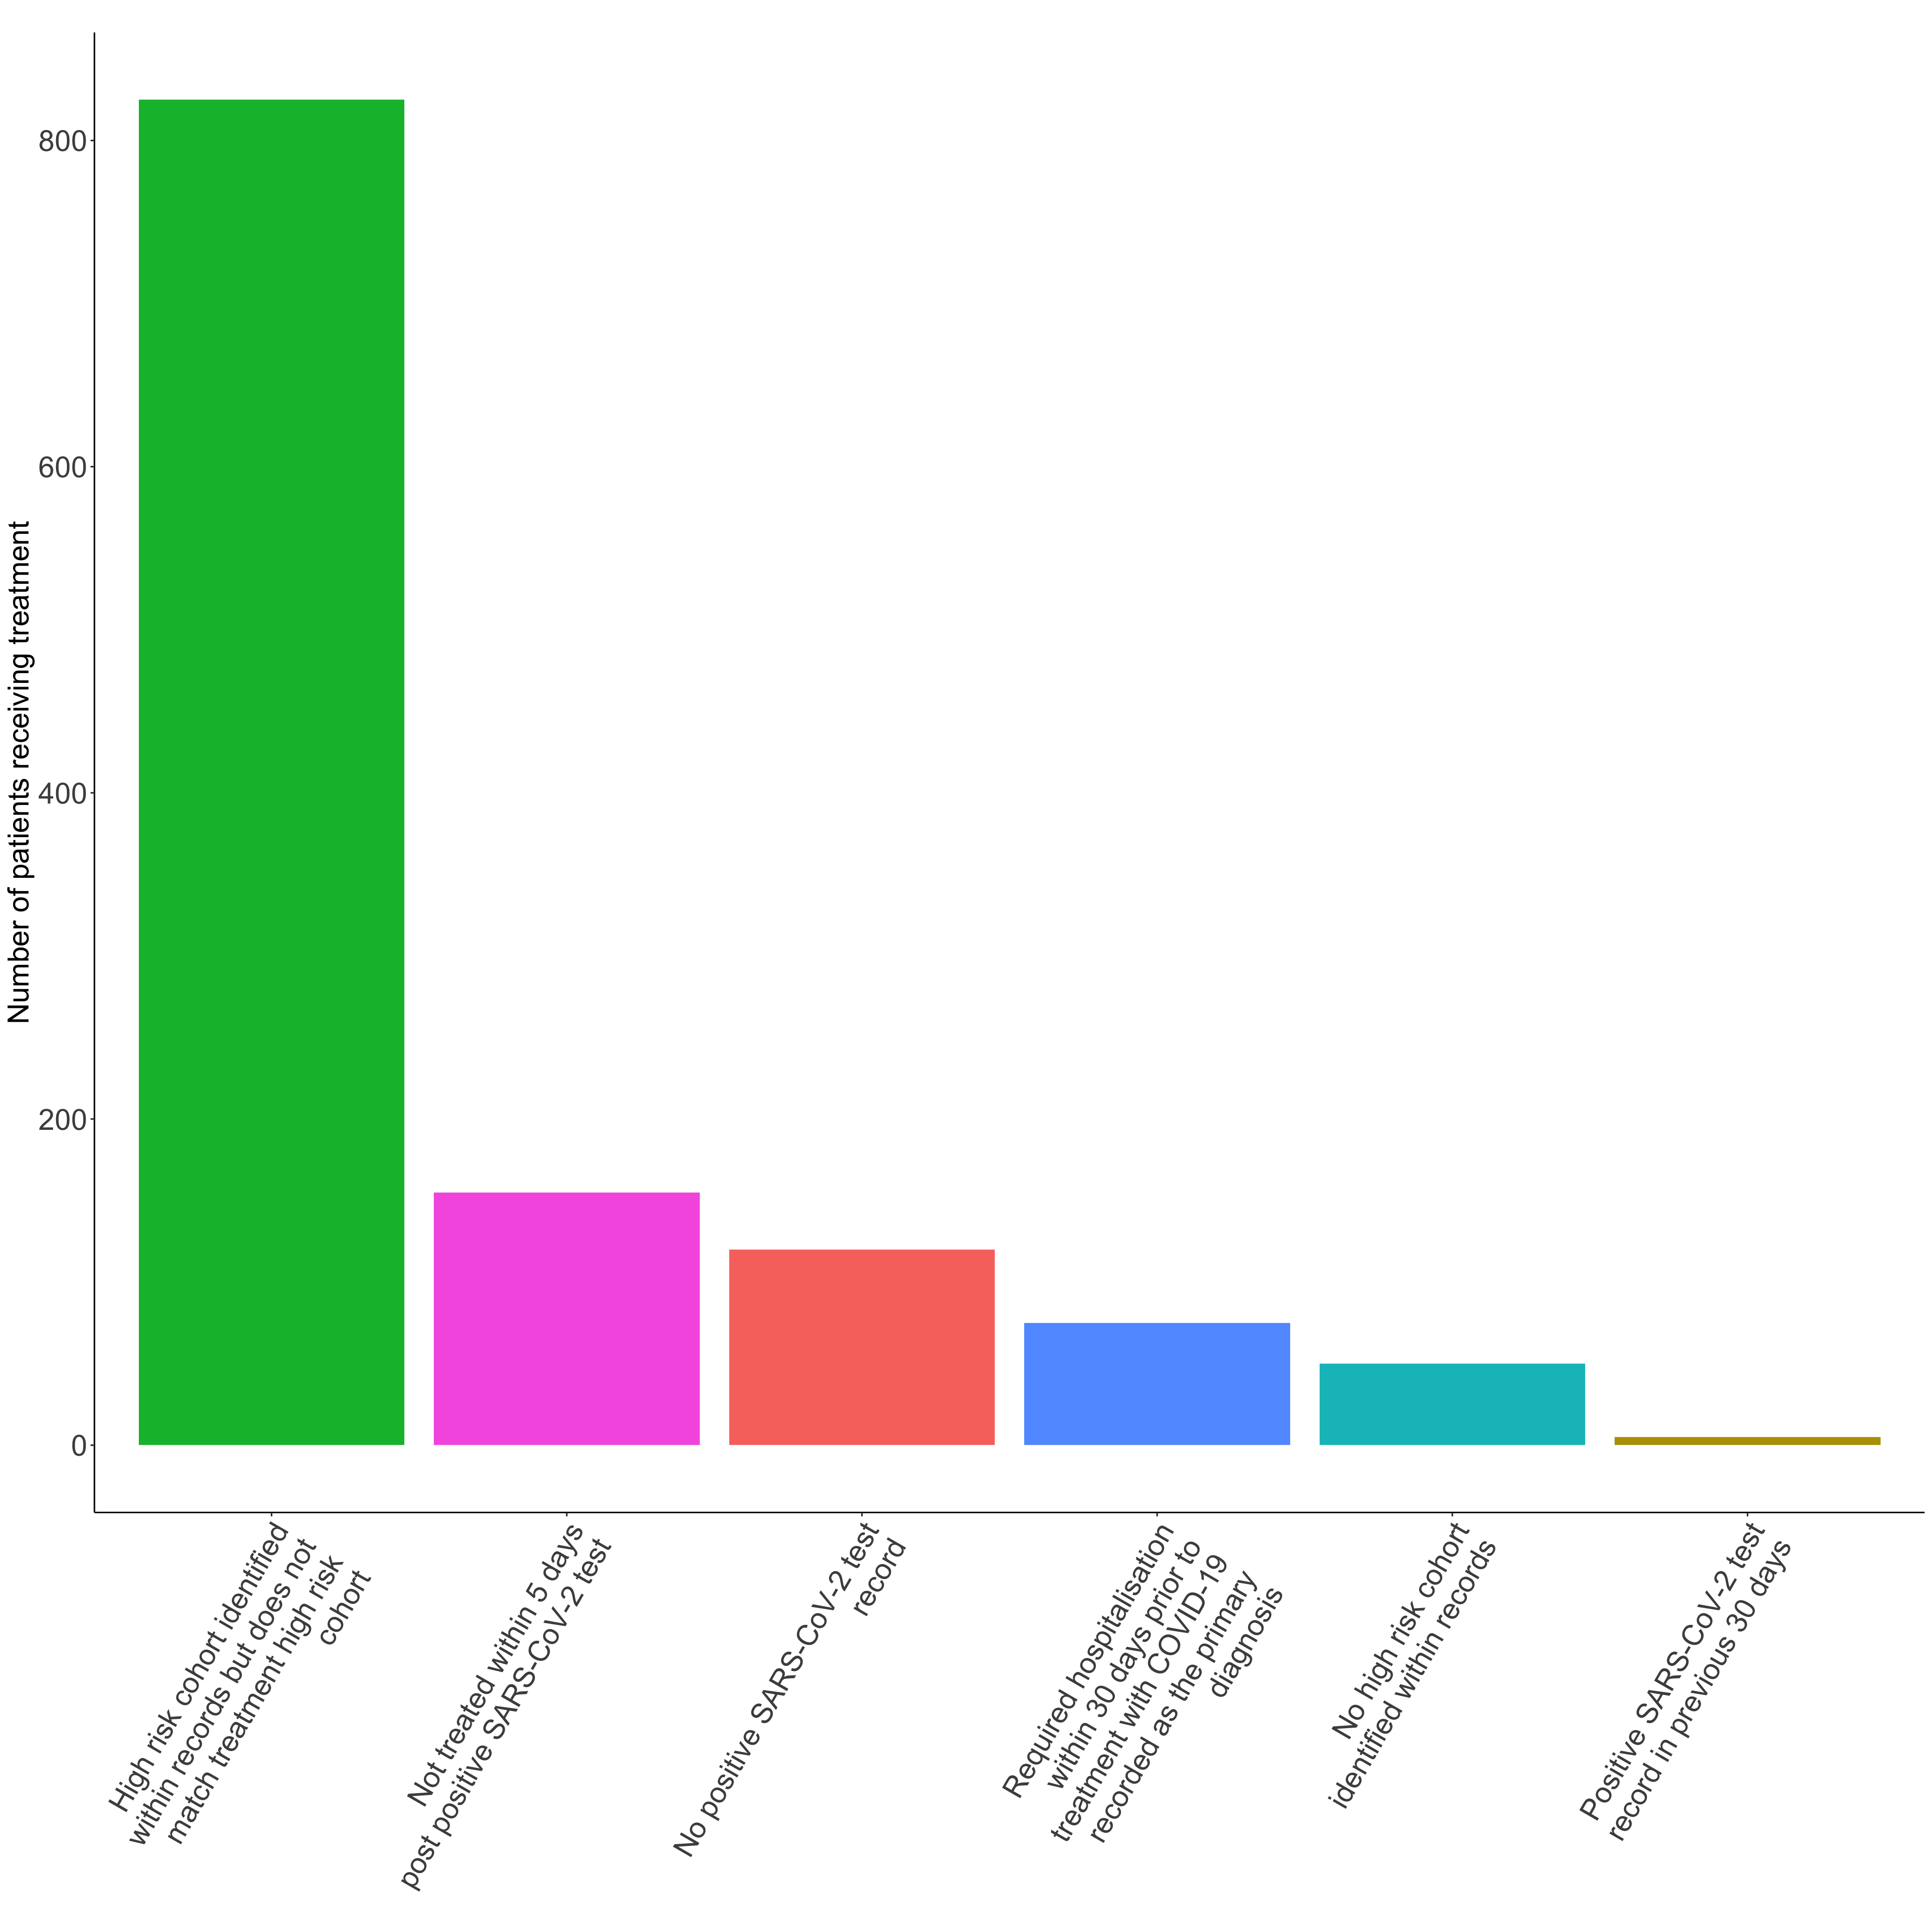 Number of patients receiving treatment
800
600
400
200
0
High risk cohort identified
within records but does not
match treatment high risk
cohort
Not treated within 5 days
post positive SARS-CoV-2 test
No positive SARS-CoV-2 test
record
Required hospitalisation
within 30 days prior to
treatment with COVID-19
recorded as the primary
diagnosis
No high risk cohort
identified within records
Positive SARS-CoV-2 test
record in previous 30 days